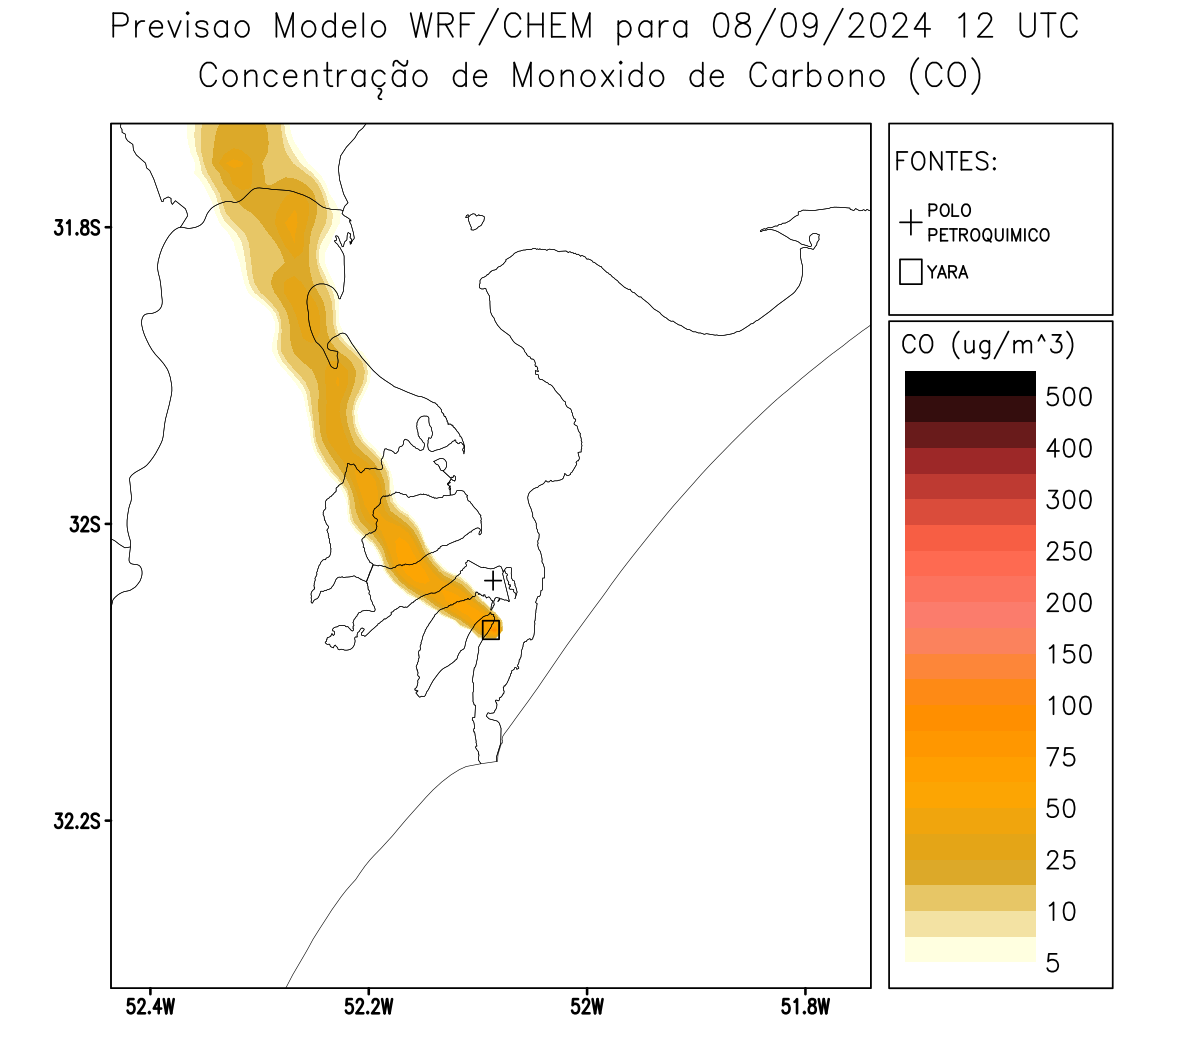 Previsao Modelo WRF/CHEM para 08/09/2024 12 UTC
Concentração de Monoxido de Carbono (CO)
FONTES:
POLO
PETROQUIMICO
YARA
31.8S
32S
32.2S
52.4W
52.2W
52W
51.8W
CO (ug/m^3)
500
400
300
250
200
150
100
75
50
25
10
5